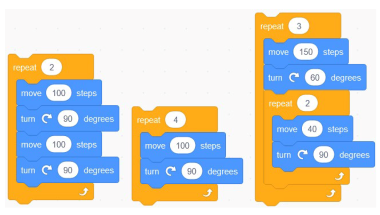 repeat 2
move 100 steps
turn 90 degrees
move 100 steps
turn 90 degrees
repeat 4
move 100 steps
turn 90 degrees
repeat 3
move 150 steps
turn 60 degrees
repeat 2
move 40 steps
turn 90 degrees